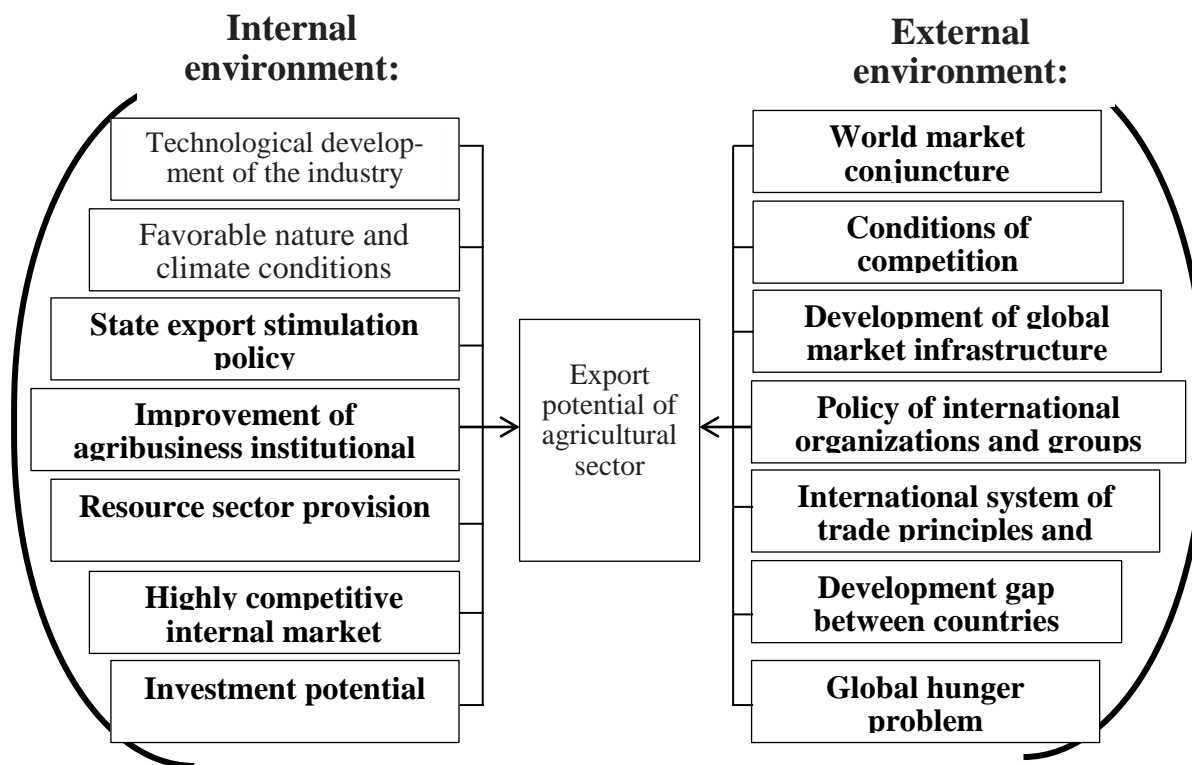 Internal
environment:
Technological develop-
ment of the industry
Favorable nature and
climate conditions
State export stimulation
policy
Improvement of
agribusiness institutional
Resource sector provision
Highly competitive
internal market
Investment potential
Export
potential of
agricultural
sector
External
environment:
World market
conjuncture
Conditions of
competition
Development of global
market infrastructure
Policy of international
organizations and groups
International system of
trade principles and
Development gap
between countries
Global hunger
problem